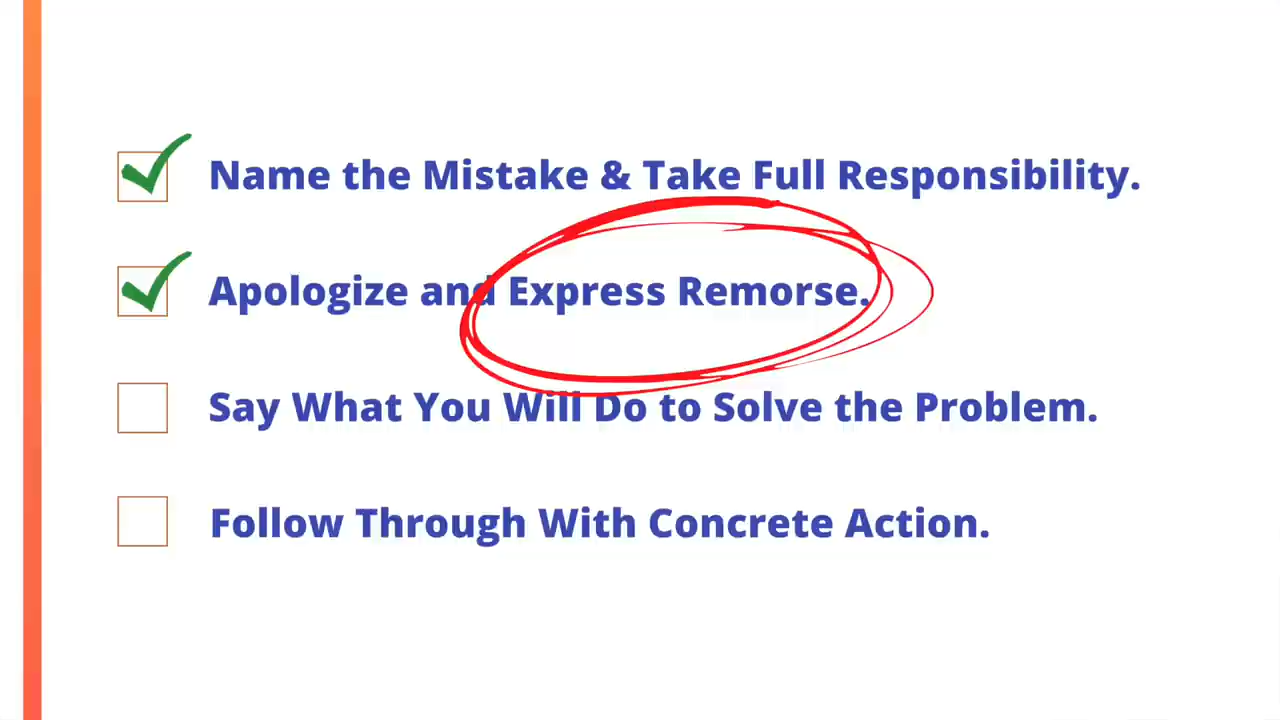 Name the Mistake & Take Full Responsibility.
Apologize and Express Remorse.
Say What You Will Do to Solve the Problem.
Follow Through With Concrete Action.